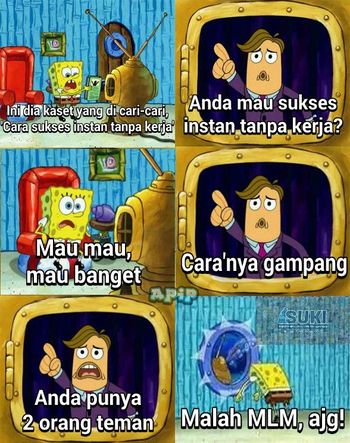 Ini dia kaset yang di cari-cari,
Cara sukses instan tanpa kerja
Anda mau sukses
instan tanpa kerja?
Mau mau,
mau banget
Cara'nya gampang
Apip
Anda punya
2 orang teman
SUKI
Malah MLM, ajg!